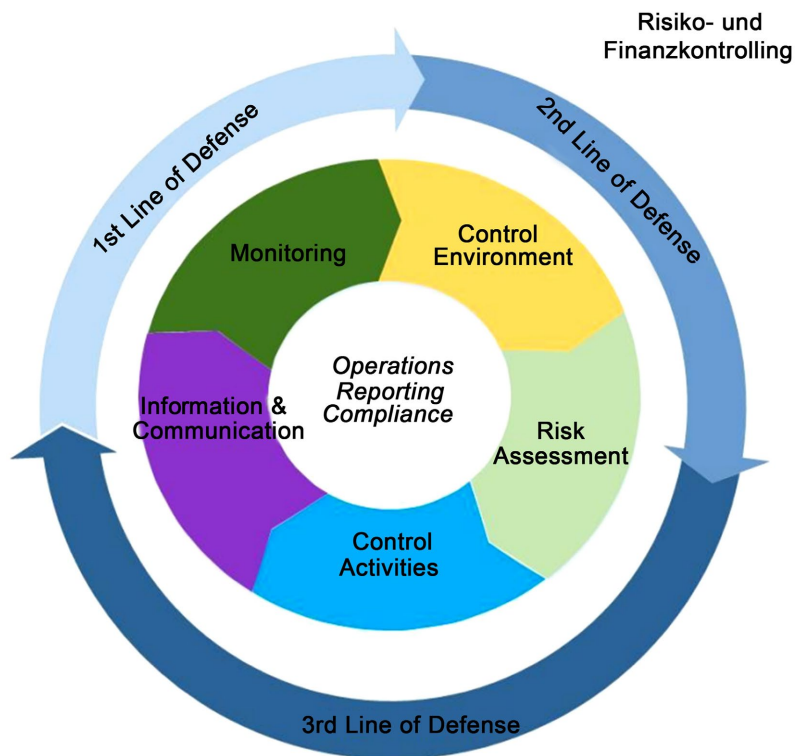 Risiko- und
Finanzkontrolling
1st Line of Defense
2nd Line of Defense
Monitoring
Control
Environment
Operations
Reporting
Compliance
Information &
Communication
Risk
Assessment
Control
Activities
3rd Line of Defense